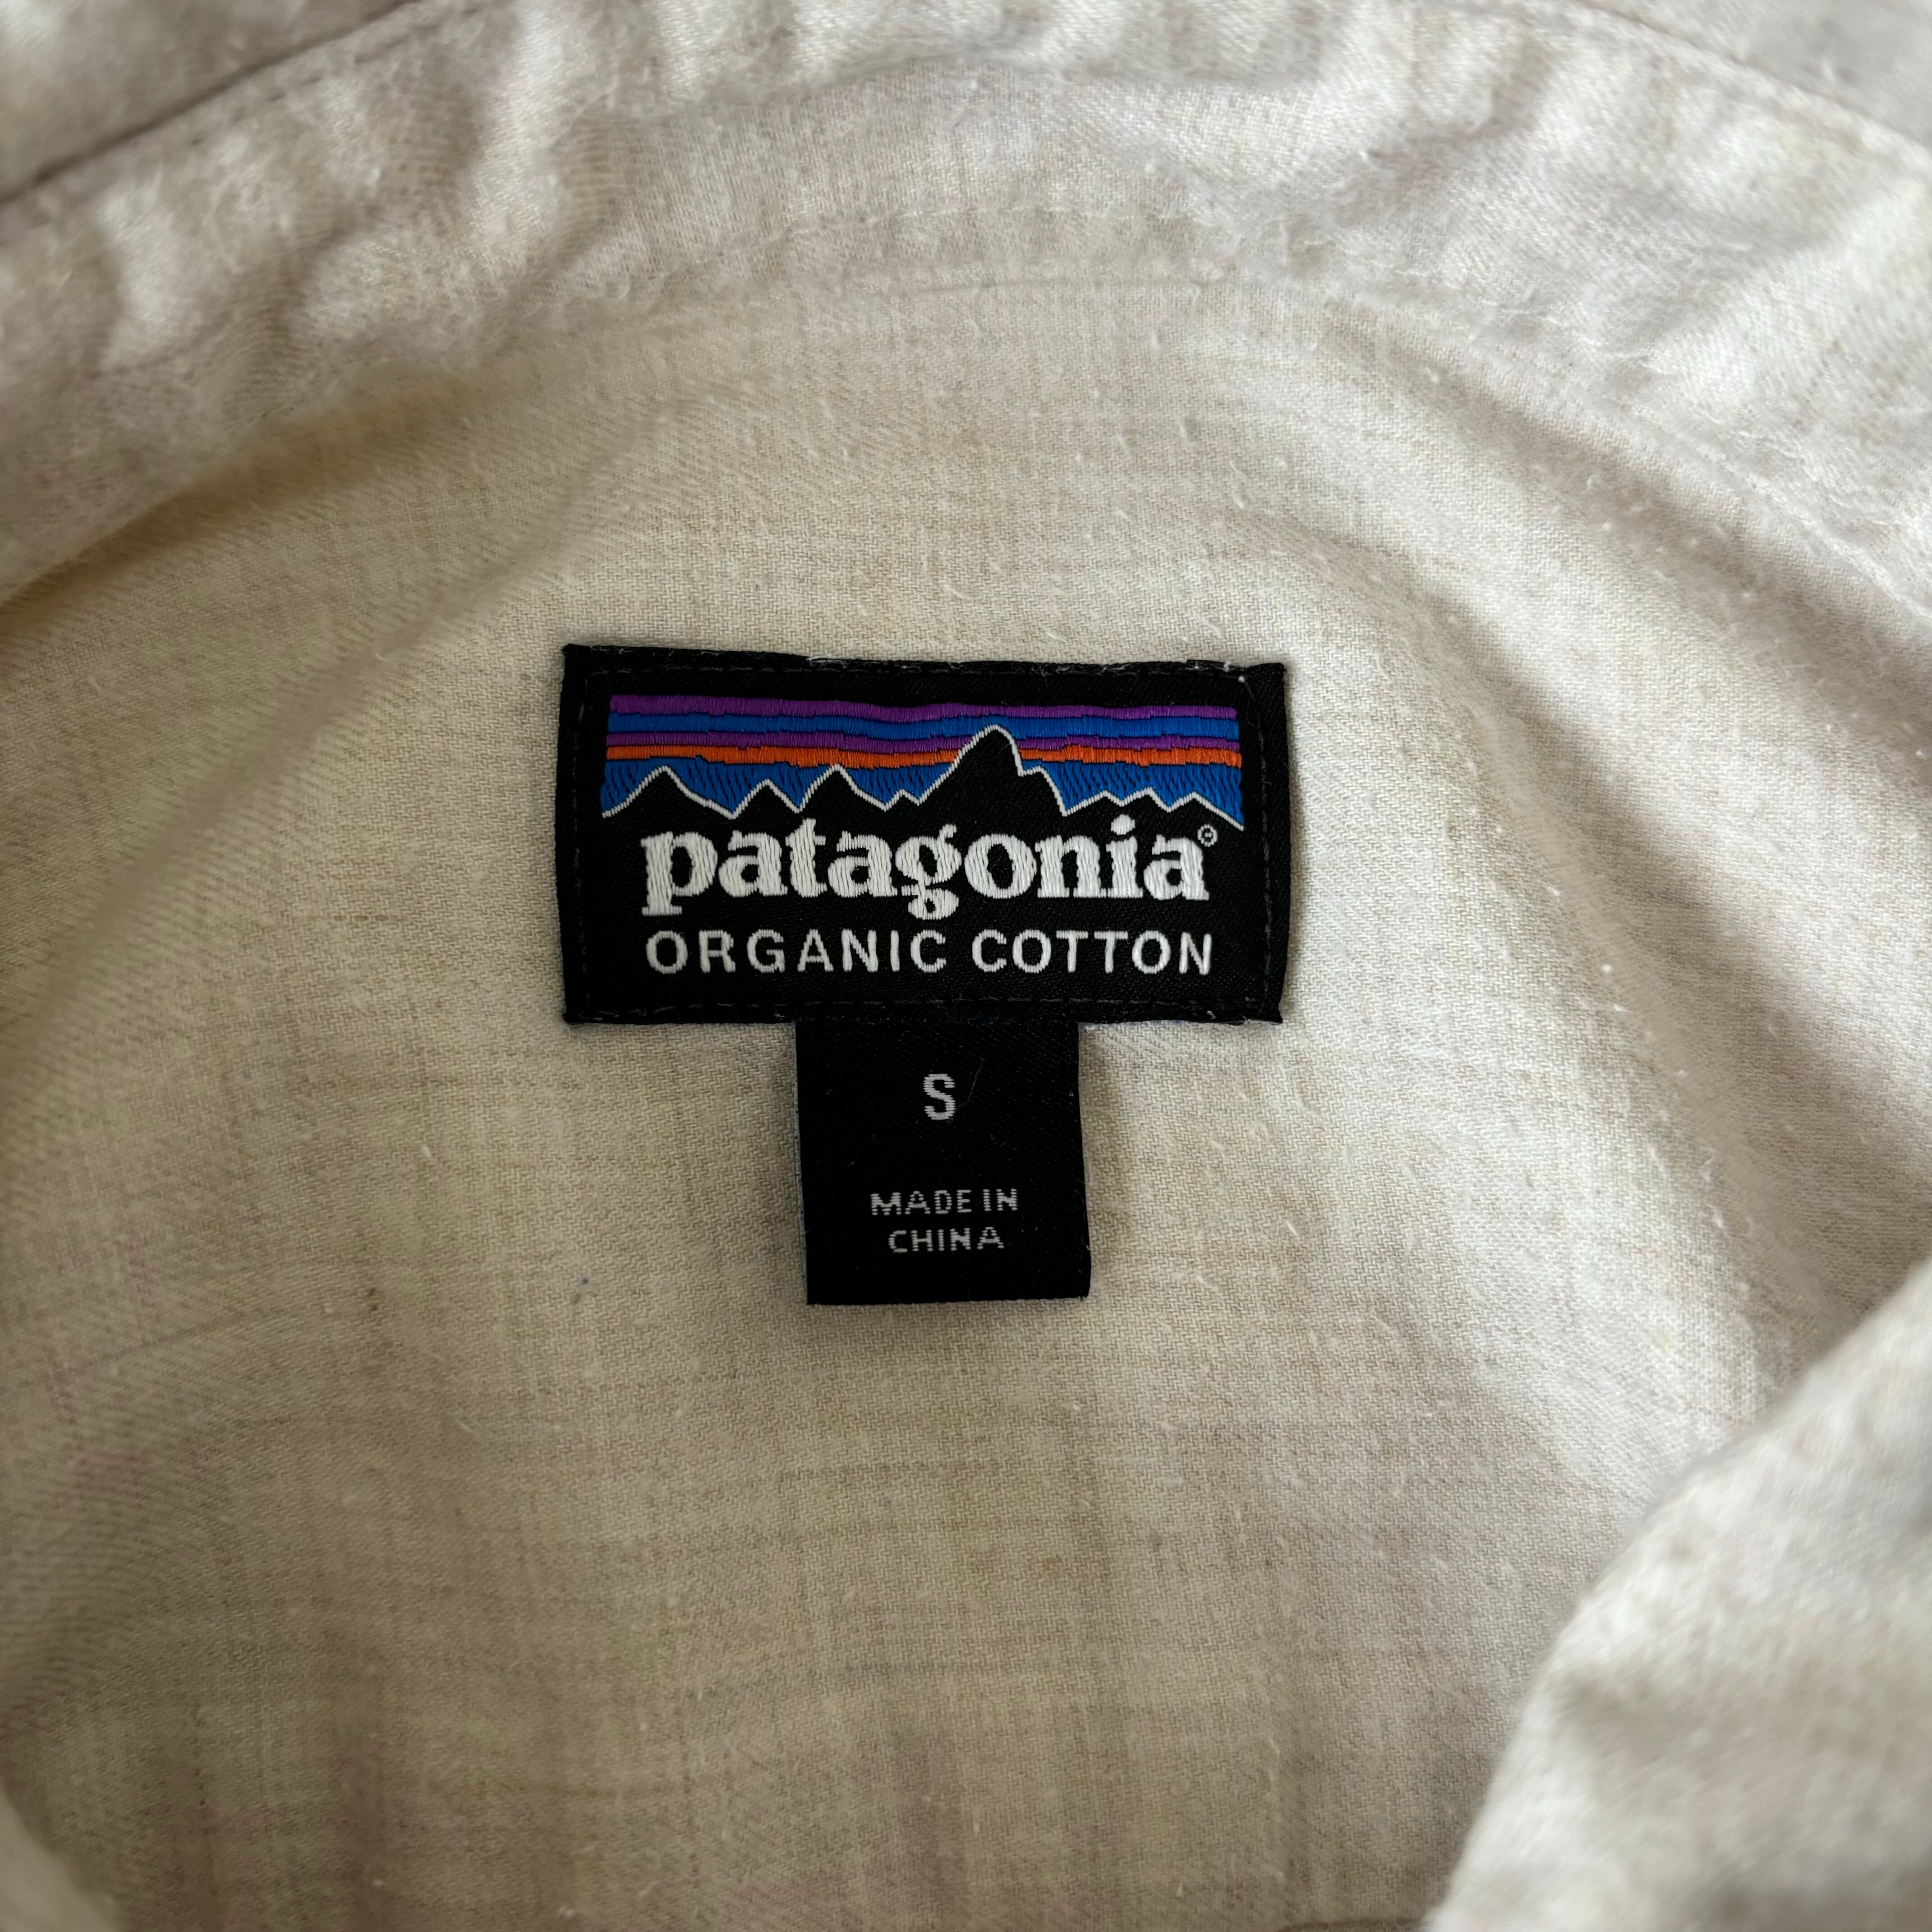 patagonia®
ORGANIC COTTON
S
MADE IN
CHINA